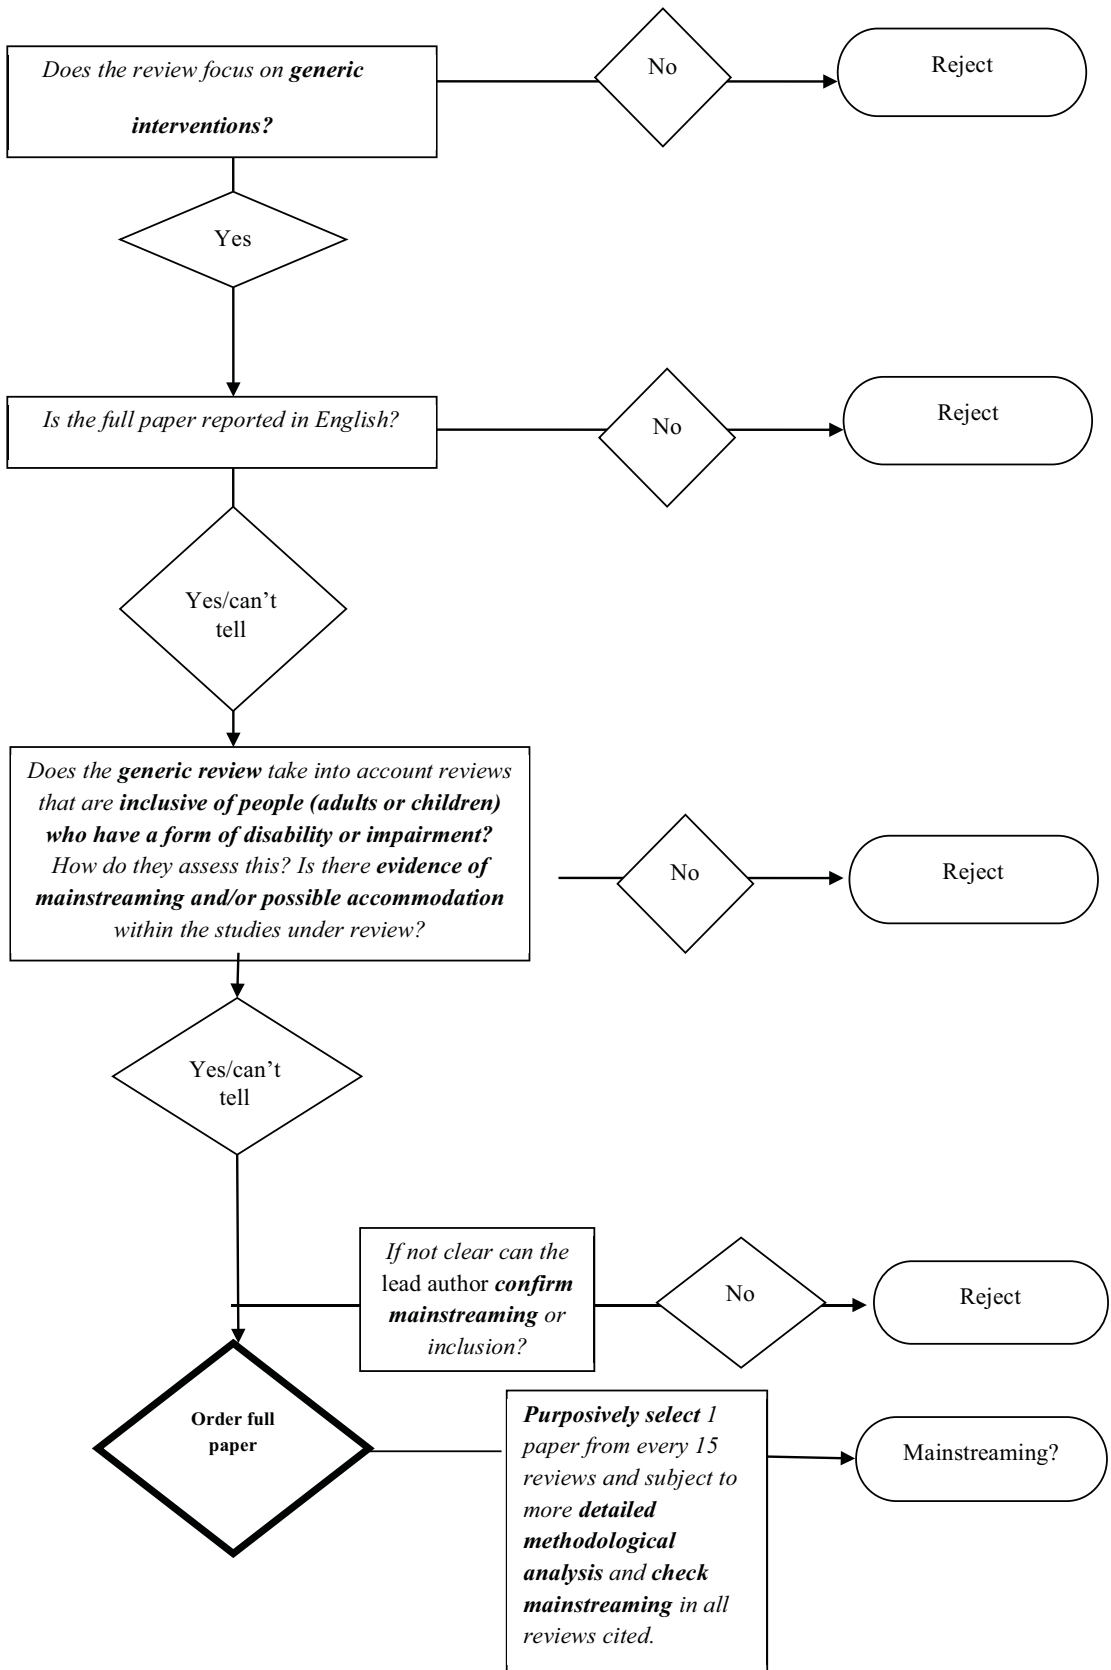 Does the review focus on generic
interventions?
No
Reject
Yes
Is the full paper reported in English?
No
Reject
Yes/can’t
tell
Does the generic review take into account reviews
that are inclusive of people (adults or children)
who have a form of disability or impairment?
How do they assess this? Is there evidence of
mainstreaming and/or possible accommodation
within the studies under review?
No
Reject
Yes/can’t
tell
If not clear can the
lead author confirm
mainstreaming or
inclusion?
No
Reject
Order full
paper
Purposively select 1
paper from every 15
reviews and subject to
more detailed
methodological
analysis and check
mainstreaming in all
reviews cited.
Mainstreaming?